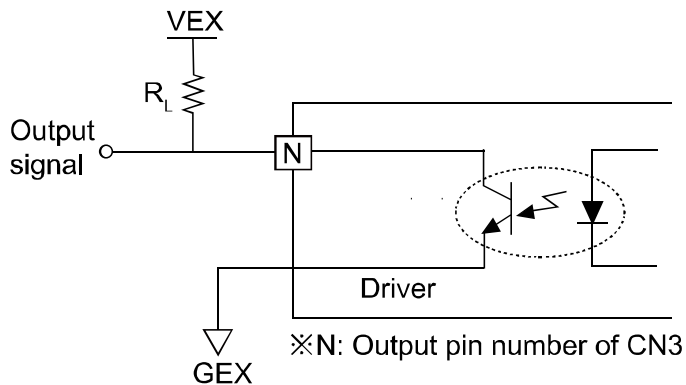 VEX
RL
Output
signal
N
Driver
GEX
※N: Output pin number of CN3